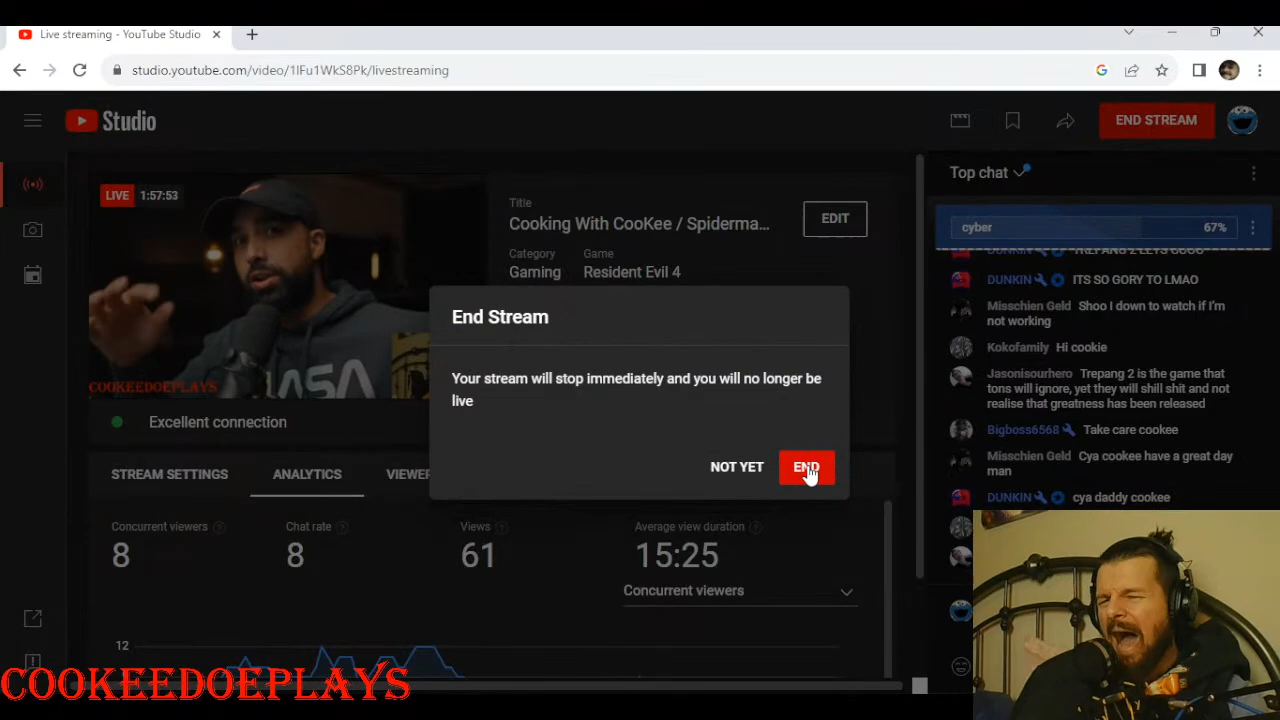 Live streaming - YouTube Studio
studio.youtube.com/video/1lFu1WkS8Pk/livestreaming
Studio
END STREAM
LIVE 1:57:53
Title
Cooking With CooKee / Spiderma...
EDIT
Category Game
Gaming Resident Evil 4
COOKEEDOEPLAYS
Excellent connection
End Stream
Your stream will stop immediately and you will no longer be
live
NOT YET END
STREAM SETTINGS ANALYTICS VIEWER
Concurrent viewers Chat rate Views Average view duration
8 8 61 15:25
Concurrent viewers
12
Top chat
cyber 67%
TREPANG 2 LETS GOOO
DUNKIN ITS SO GORY TO LMAO
Misschien Geld Shoo I down to watch if I'm
not working
Kokofamily Hi cookie
Jasonisourhero Trepang 2 is the game that
tons will ignore, yet they will shill shit and not
realise that greatness has been released
Bigboss6568 Take care cookee
Misschien Geld Cya cookee have a great day
man
DUNKIN cya daddy cookee
COOKEEDOEPLAYS